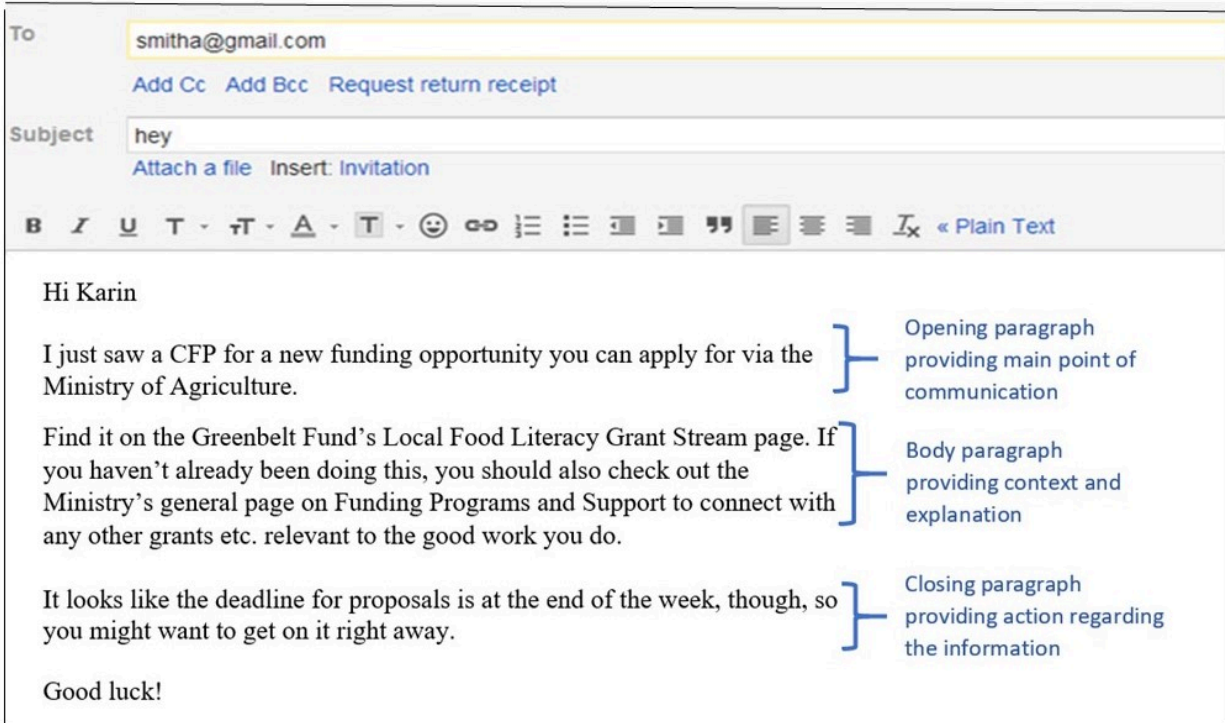 To
smitha@gmail.com
Add Cc Add Bcc Request return receipt
Subject
hey
Attach a file Insert: Invitation
B I U T T A T Tx « Plain Text
Hi Karin
I just saw a CFP for a new funding opportunity you can apply for via the
Ministry of Agriculture.
Opening paragraph
providing main point of
communication
Find it on the Greenbelt Fund’s Local Food Literacy Grant Stream page. If
you haven’t already been doing this, you should also check out the
Ministry’s general page on Funding Programs and Support to connect with
any other grants etc. relevant to the good work you do.
Body paragraph
providing context and
explanation
It looks like the deadline for proposals is at the end of the week, though, so
you might want to get on it right away.
Closing paragraph
providing action regarding
the information
Good luck!